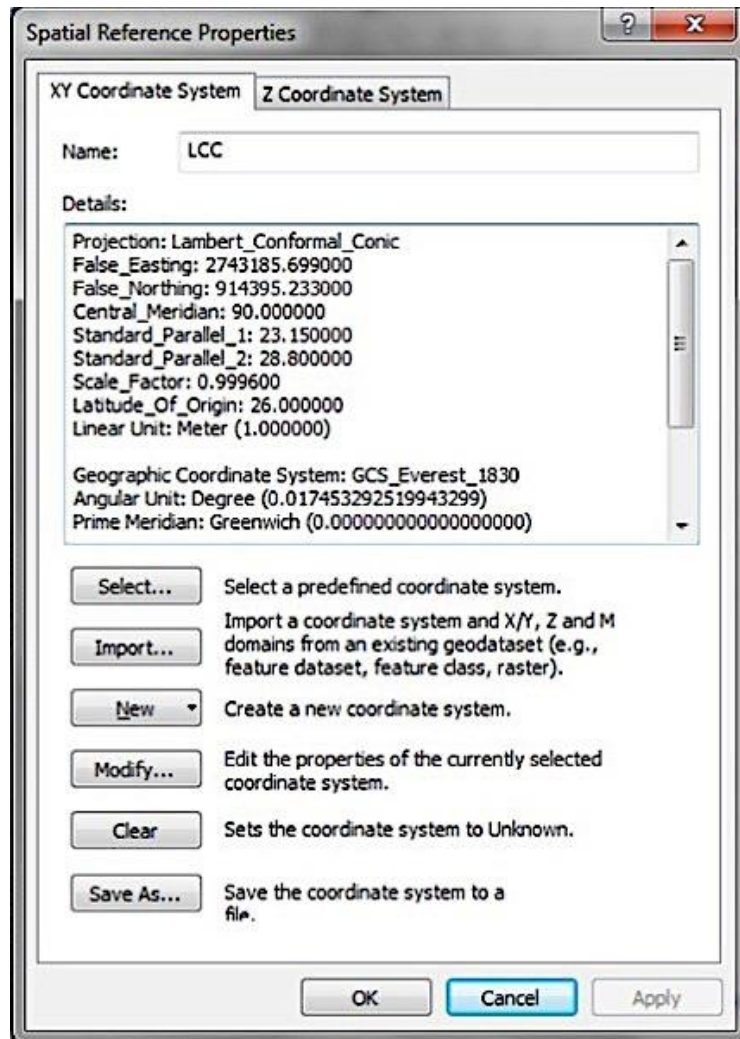 Spatial Reference Properties
?
XY Coordinate System
Z Coordinate System
Name:
LCC
Details:
Projection: Lambert_Conformal_Conic
False_Easting: 2743185.699000
False_Northing: 914395.233000
Central_Meridian: 90.000000
Standard_Parallel_1: 23.150000
Standard_Parallel_2: 28.800000
Scale_Factor: 0.999600
Latitude_Of_Origin: 26.000000
Linear Unit: Meter (1.000000)
Geographic Coordinate System: GCS_Everest_1830
Angular Unit: Degree (0.017453292519943299)
Prime Meridian: Greenwich (0.000000000000000000)
Select...
Select a predefined coordinate system.
Import...
Import a coordinate system and X/Y, Z and M
domains from an existing geodataset (e.g.,
feature dataset, feature class, raster).
New
Create a new coordinate system.
Modify...
Edit the properties of the currently selected
coordinate system.
Clear
Sets the coordinate system to Unknown.
Save As...
Save the coordinate system to a
file.
OK
Cancel
Apply